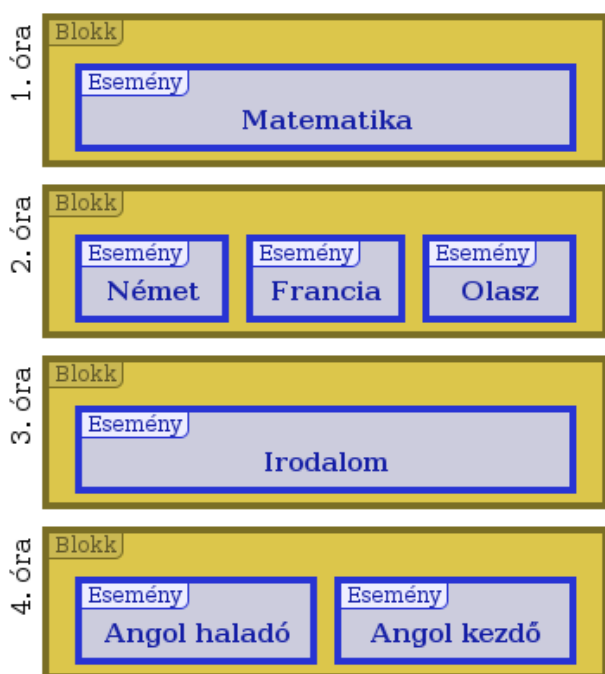 1. óra
Blokk
Esemény
Matematika
2. óra
Blokk
Esemény
Német
Esemény
Francia
Esemény
Olasz
3. óra
Blokk
Esemény
Irodalom
4. óra
Blokk
Esemény
Angol haladó
Esemény
Angol kezdő